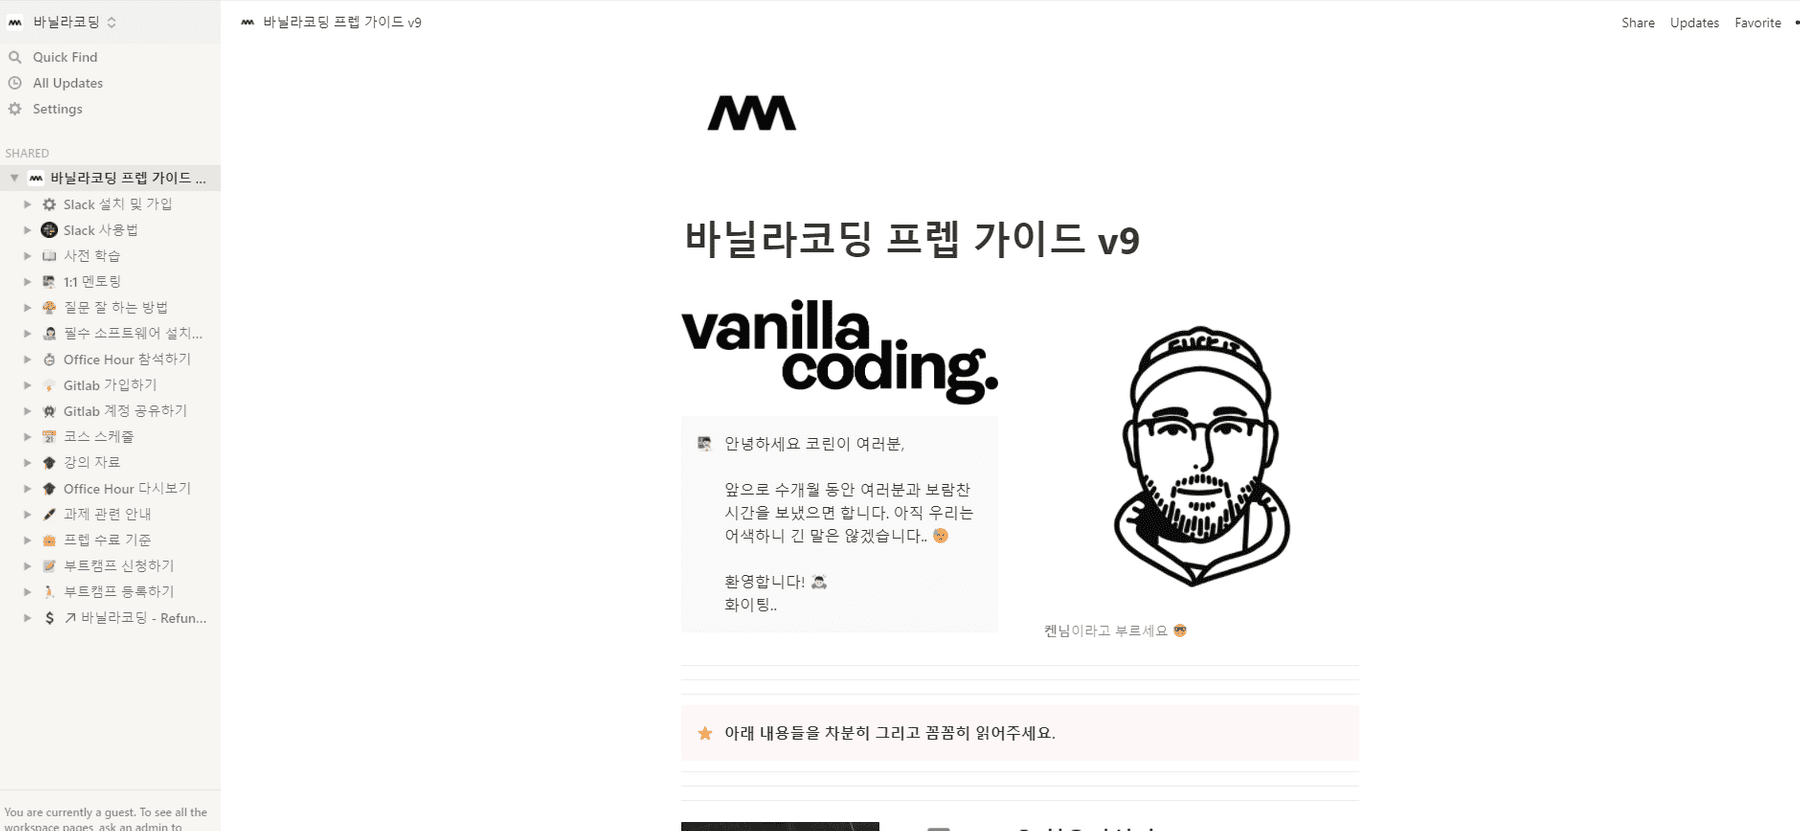 바닐라코딩
바닐라코딩 프렙 가이드 v9
Share Updates Favorite
Quick Find
All Updates
Settings
SHARED
바닐라코딩 프렙 가이드 ...
Slack 설치 및 가입
Slack 사용법
사전 학습
1:1 멘토링
질문 잘 하는 방법
필수 소프트웨어 설치...
Office Hour 참석하기
Gitlab 가입하기
Gitlab 계정 공유하기
코스 스케줄
강의 자료
Office Hour 다시보기
과제 관련 안내
프렙 수료 기준
부트캠프 신청하기
부트캠프 등록하기
바닐라코딩 - Refun...
You are currently a guest. To see all the
workspace pages, ask an admin to
바닐라코딩 프렙 가이드 v9
vanilla
coding.
FUCK IT
안녕하세요 코린이 여러분,
앞으로 수개월 동안 여러분과 보람찬
시간을 보냈으면 합니다. 아직 우리는
어색하니 긴 말은 않겠습니다..
환영합니다!
화이팅..
켄님이라고 부르세요
아래 내용들을 차분히 그리고 꼼꼼히 읽어주세요.